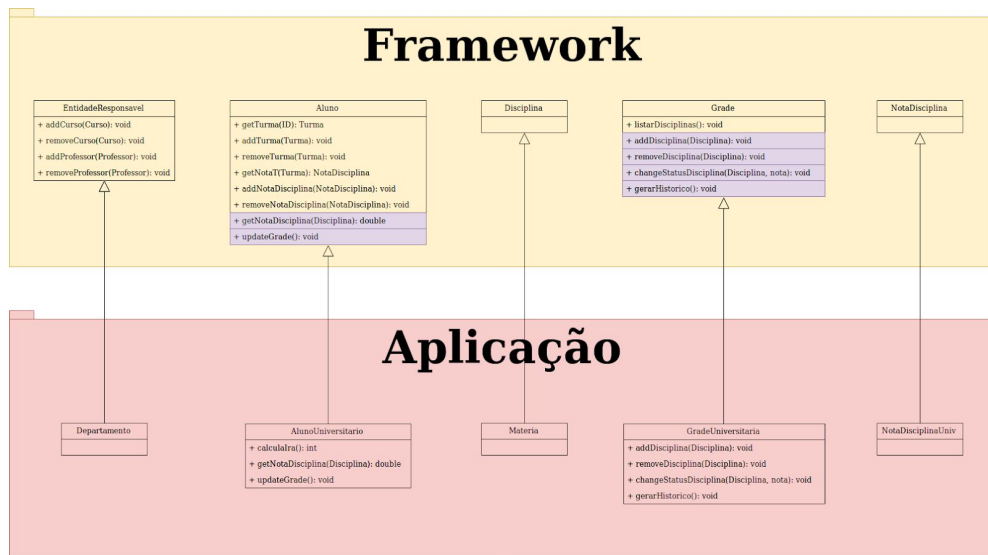 Framework
EntidadeResponsavel
+ addCurso(Curso): void
+ removeCurso(Curso): void
+ addProfessor(Professor): void
+ removeProfessor(Professor): void
Aluno
+ getTurma(ID): Turma
+ addTurma(Turma): void
+ removeTurma(Turma): void
+ getNotaT(Turma): NotaDisciplina
+ addNotaDisciplina(NotaDisciplina): void
+ removeNotaDisciplina(NotaDisciplina): void
+ getNotaDisciplina(Disciplina): double
+ updateGrade(): void
Disciplina
Grade
+ listarDisciplinas(): void
+ addDisciplina(Disciplina): void
+ removeDisciplina(Disciplina): void
+ changeStatusDisciplina(Disciplina, nota): void
+ gerarHistorico(): void
NotaDisciplina
Aplicação
Departamento
AlunoUniversitario
+ calculaIra(): int
+ getNotaDisciplina(Disciplina): double
+ updateGrade(): void
Materia
GradeUniversitaria
+ addDisciplina(Disciplina): void
+ removeDisciplina(Disciplina): void
+ changeStatusDisciplina(Disciplina, nota): void
+ gerarHistorico(): void
NotaDisciplinaUniv